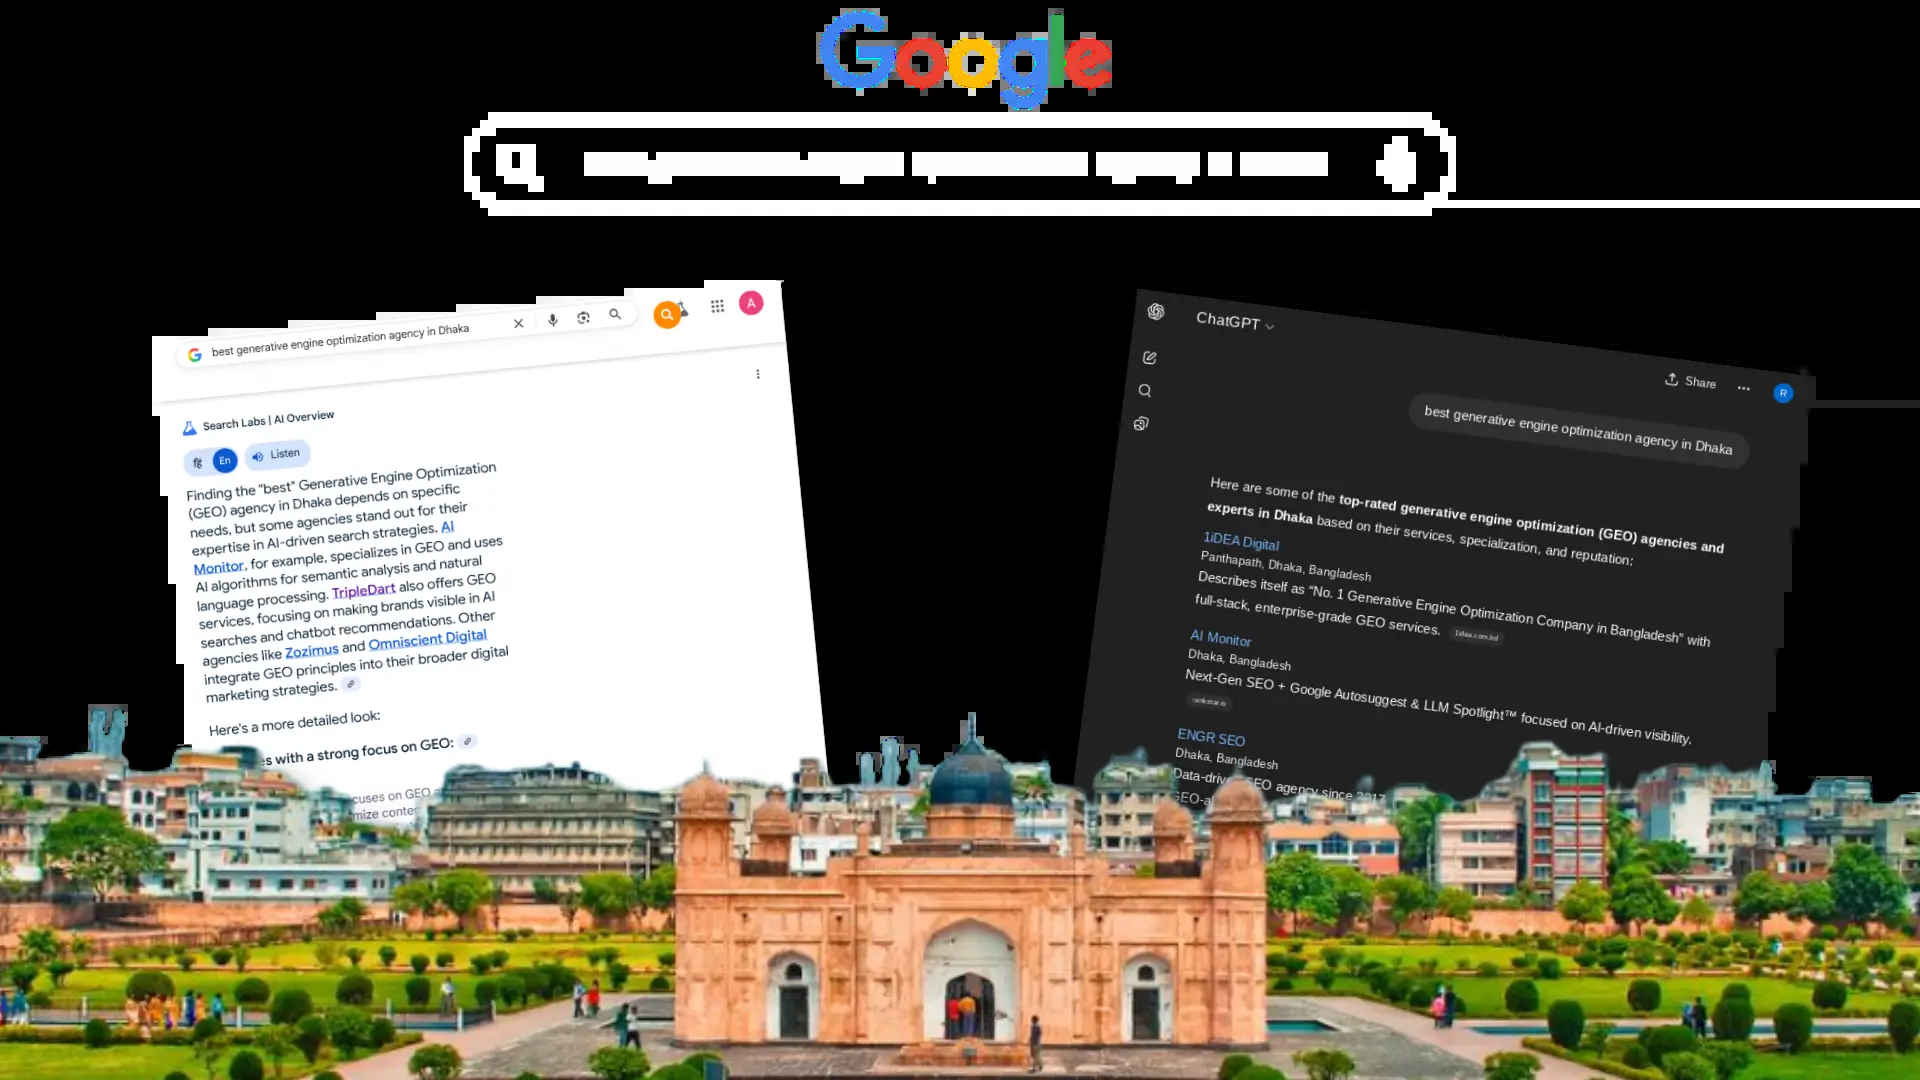 Google
best generative engine optimization agency in Dhaka
A
Search Labs | AI Overview
हि
En
Listen
Finding the "best" Generative Engine Optimization
(GEO) agency in Dhaka depends on specific
needs, but some agencies stand out for their
expertise in AI-driven search strategies. AI
Monitor, for example, specializes in GEO and uses
AI algorithms for semantic analysis and natural
language processing. TripleDart also offers GEO
services, focusing on making brands visible in AI
searches and chatbot recommendations. Other
agencies like Zozimus and Omniscient Digital
integrate GEO principles into their broader digital
marketing strategies.
Here's a more detailed look:
with a strong focus on GEO:
on GEO
ChatGPT
Share
R
best generative engine optimization agency in Dhaka
Here are some of the top-rated generative engine optimization (GEO) agencies and
experts in Dhaka based on their services, specialization, and reputation:
1iDEA Digital
Panthapath, Dhaka, Bangladesh
Describes itself as “No. 1 Generative Engine Optimization Company in Bangladesh” with
full-stack, enterprise-grade GEO services.
1idea.com.bd
AI Monitor
Dhaka, Bangladesh
Next-Gen SEO + Google Autosuggest & LLM Spotlight™ focused on AI-driven visibility.
ENGR SEO
Dhaka, Bangladesh
agency since 2017